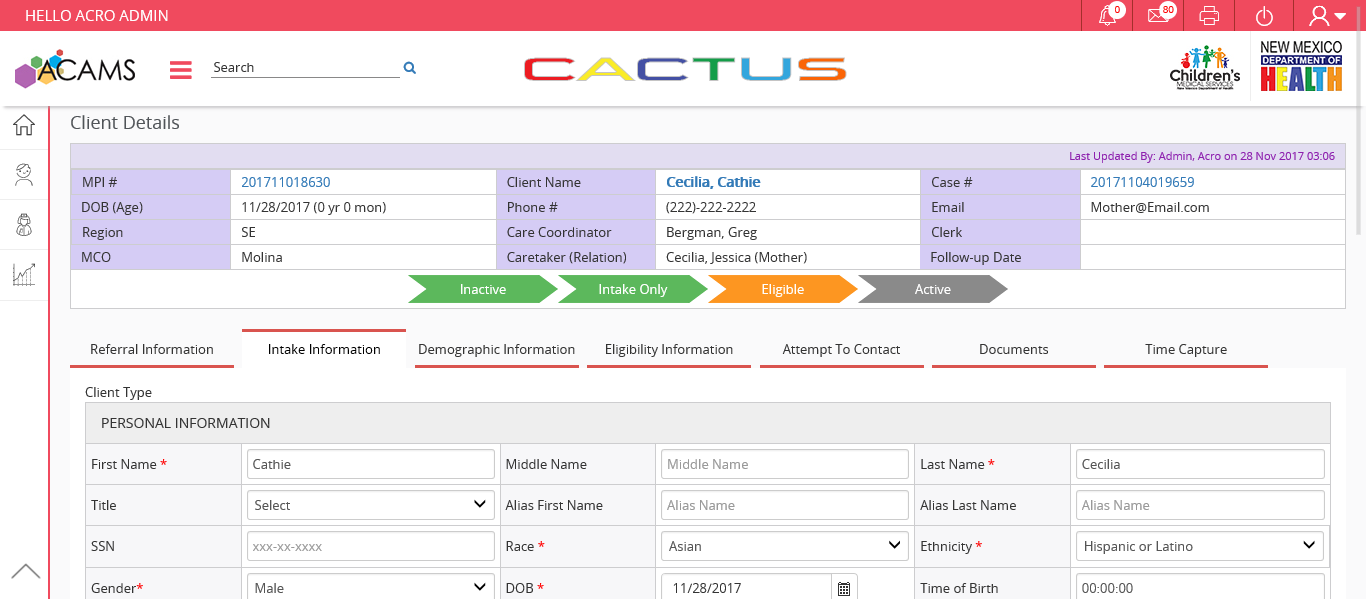 HELLO ACRO ADMIN 0 80
ACAMS Search CACTUS Children's MEDICAL SERVICES New Mexico Department of Health NEW MEXICO DEPARTMENT OF HEALTH
Client Details
Last Updated By: Admin, Acro on 28 Nov 2017 03:06
MPI # 201711018630 Client Name Cecilia, Cathie Case # 20171104019659
DOB (Age) 11/28/2017 (0 yr 0 mon) Phone # (222)-222-2222 Email Mother@Email.com
Region SE Care Coordinator Bergman, Greg Clerk
MCO Molina Caretaker (Relation) Cecilia, Jessica (Mother) Follow-up Date
Inactive Intake Only Eligible Active
Referral Information Intake Information Demographic Information Eligibility Information Attempt To Contact Documents Time Capture
Client Type
PERSONAL INFORMATION
First Name * Cathie Middle Name Middle Name Last Name * Cecilia
Title Select Alias First Name Alias Name Alias Last Name Alias Name
SSN xxx-xx-xxxx Race * Asian Ethnicity * Hispanic or Latino
Gender* Male DOB * 11/28/2017 Time of Birth 00:00:00